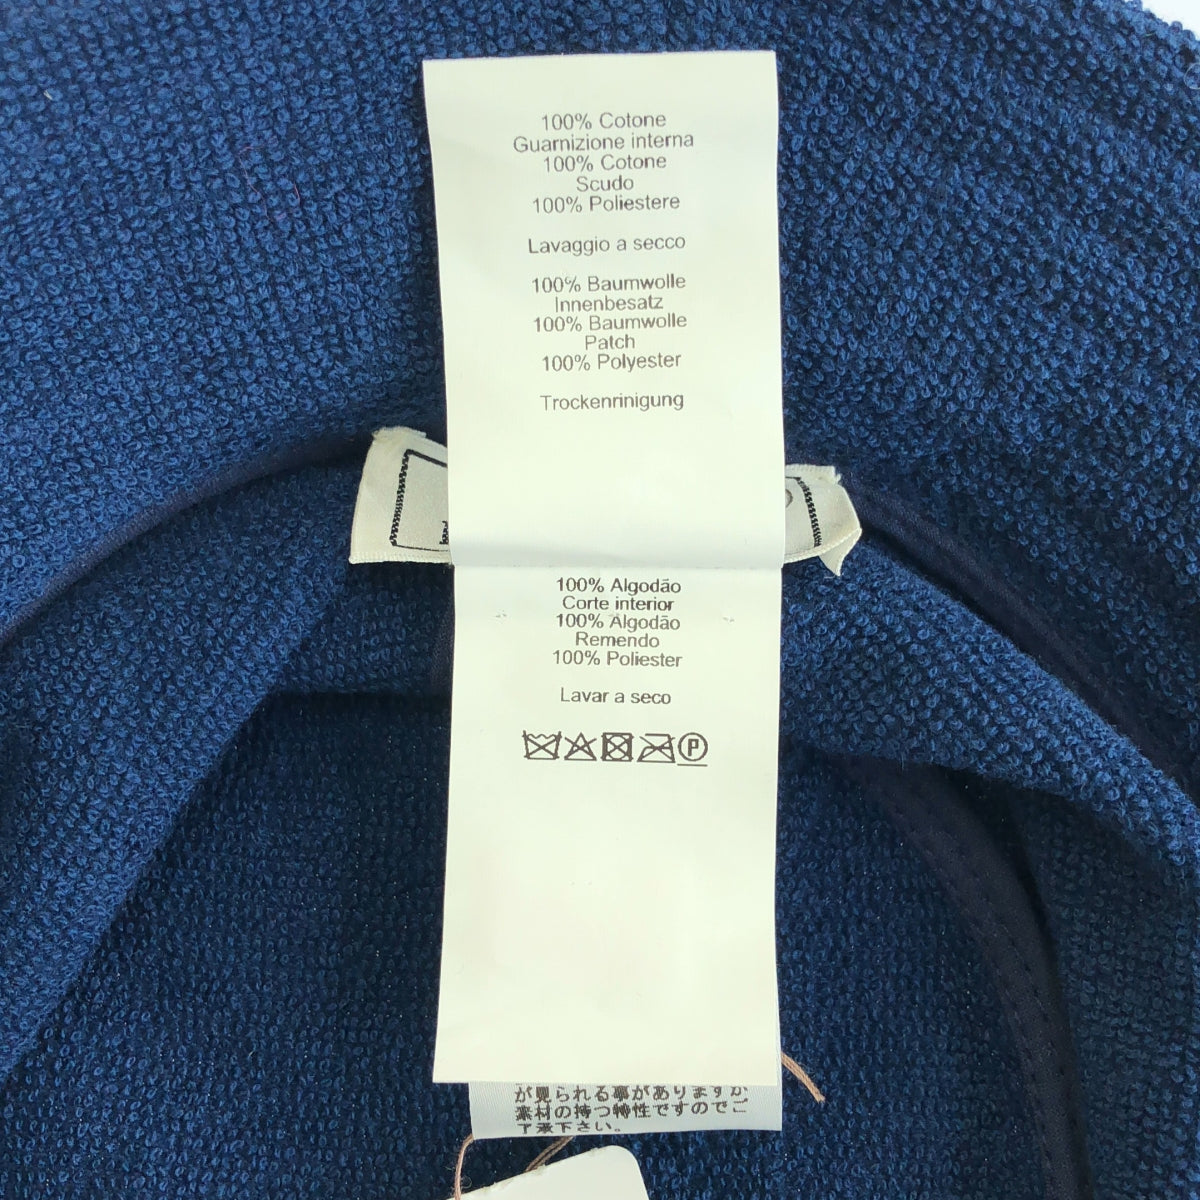 100% Cotone
Guarnizione interna
100% Cotone
Scudo
100% Poliestere
Lavaggio a secco
100% Baumwolle
Innenbesatz
100% Baumwolle
Patch
100% Polyester
Trockenrinigung
100% Algodão
Corte interior
100% Algodão
Remendo
100% Poliester
Lavar a seco
P
が見られる事がありますが
素材の持つ特性ですのでご
了承下さい。